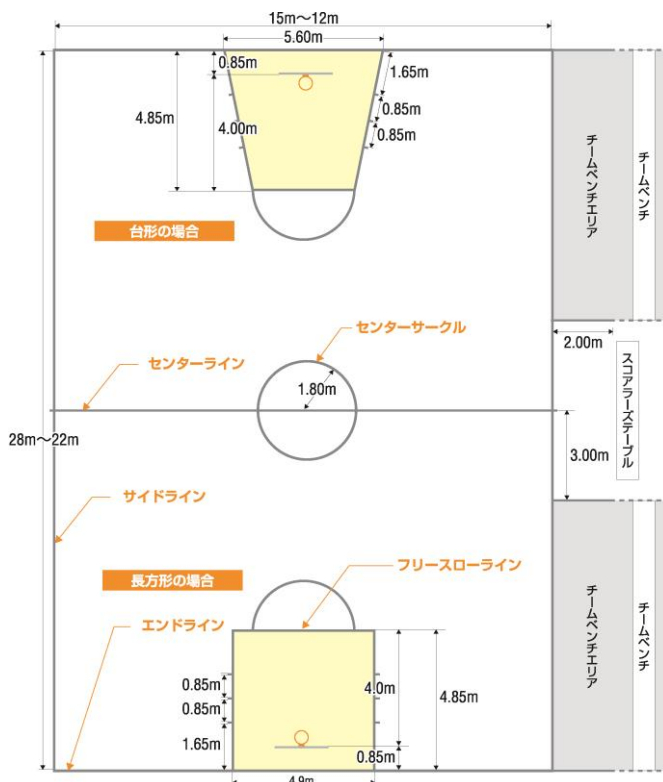 15m～12m
5.60m
0.85m
1.65m
0.85m
0.85m
4.85m
4.00m
チームベンチエリア
チームベンチ
台形の場合
センターサークル
センターライン
1.80m
2.00m
スコアラーズテーブル
28m～22m
3.00m
サイドライン
長方形の場合
フリースローライン
エンドライン
チームベンチエリア
チームベンチ
0.85m
0.85m
1.65m
4.0m
4.85m
0.85m
4.9m